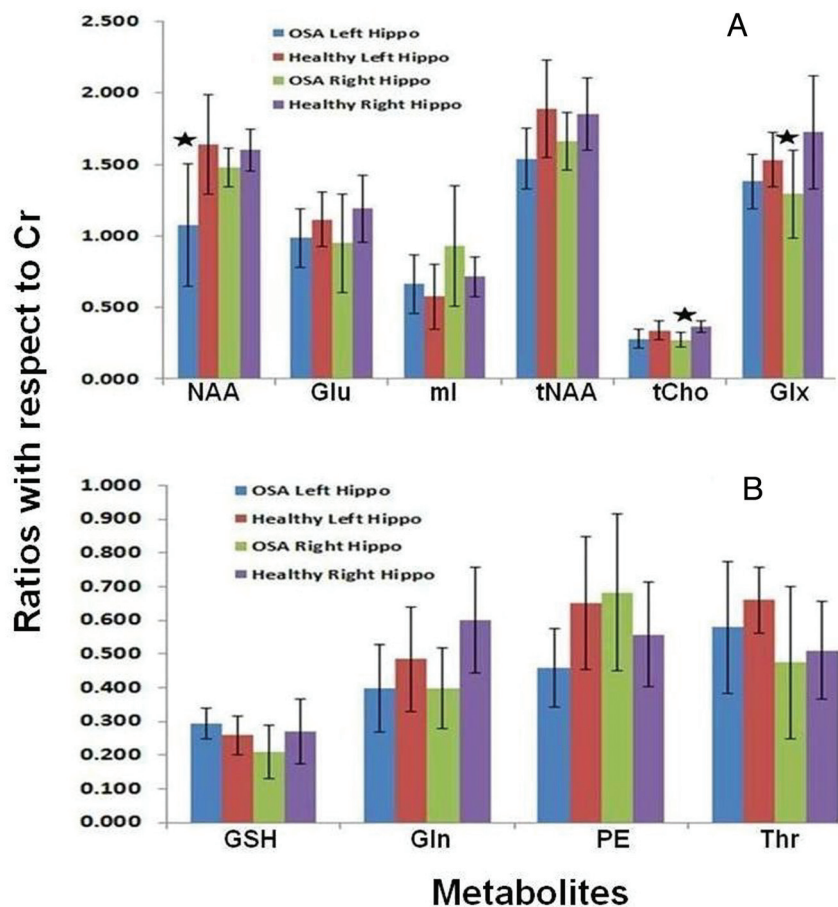 A
2.500
2.000
1.500
1.000
0.500
0.000
OSA Left Hippo
Healthy Left Hippo
OSA Right Hippo
Healthy Right Hippo
NAA Glu mI tNAA tCho Glx
Ratios with respect to Cr
B
1.000
0.900
0.800
0.700
0.600
0.500
0.400
0.300
0.200
0.100
0.000
OSA Left Hippo
Healthy Left Hippo
OSA Right Hippo
Healthy Right Hippo
GSH Gln PE Thr
Metabolites